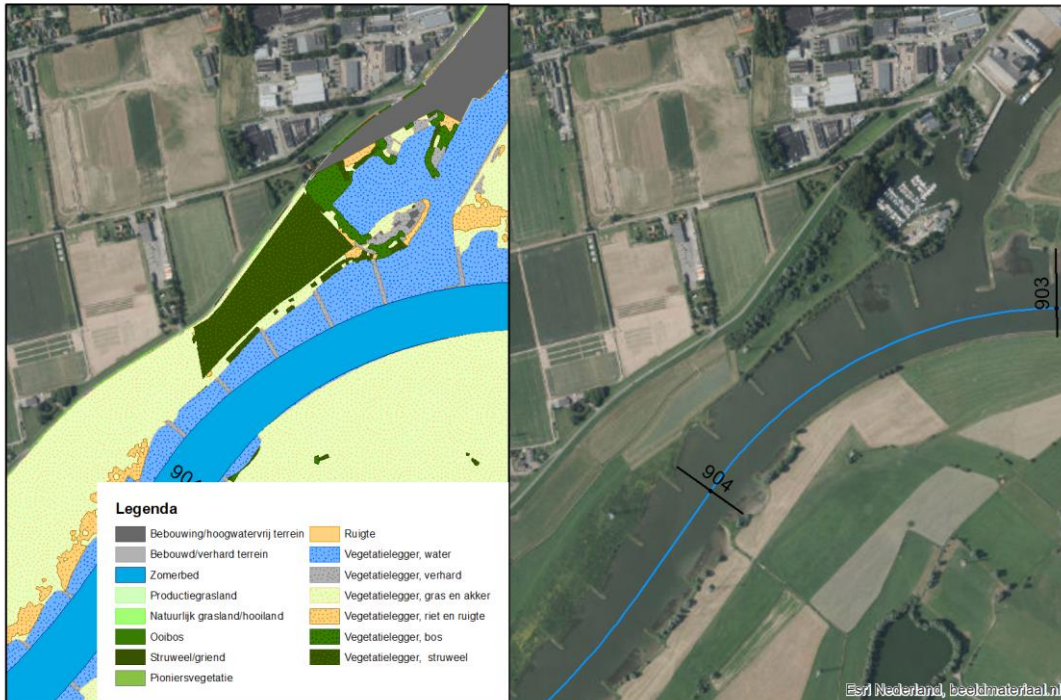 904
Legenda
Bebouwing/hoogwatervrij terrein
Bebouwd/verhard terrein
Zomerbed
Productiegrasland
Natuurlijk grasland/hooiland
Ooibos
Struweel/griend
Pioniersvegetatie
Ruigte
Vegetatielegger, water
Vegetatielegger, verhard
Vegetatielegger, gras en akker
Vegetatielegger, riet en ruigte
Vegetatielegger, bos
Vegetatielegger, struweel
903
904
Esri Nederland, beeldmateriaal.n